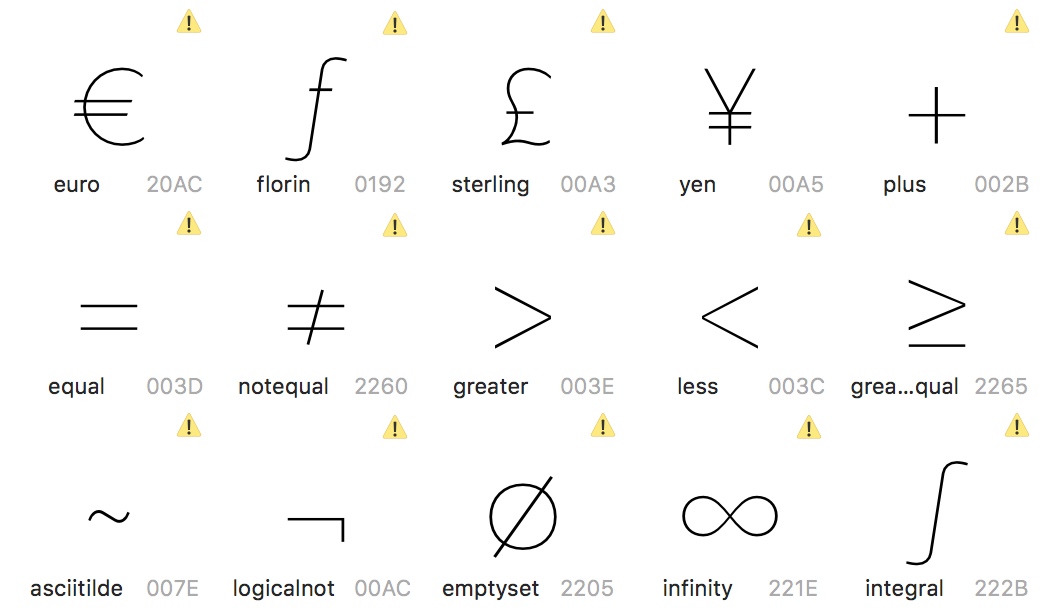 € ƒ £ ¥ +
euro 20AC florin 0192 sterling 00A3 yen 00A5 plus 002B
= ≠ > < ≥
equal 003D notequal 2260 greater 003E less 003C grea...qual 2265
~ ¬ ∅ ∞ ∫
asciitilde 007E logicalnot 00AC emptyset 2205 infinity 221E integral 222B